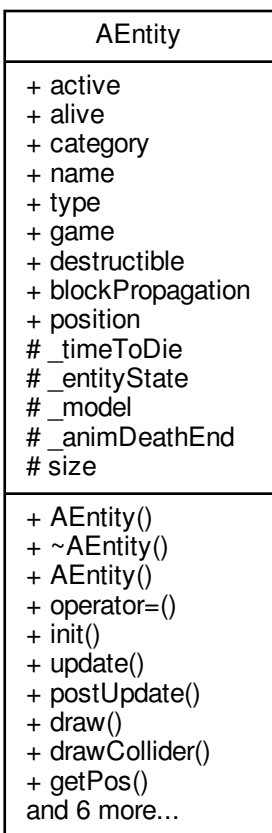 AEntity
+ active
+ alive
+ category
+ name
+ type
+ game
+ destructible
+ blockPropagation
+ position
# _timeToDie
# _entityState
# _model
# _animDeathEnd
# size
+ AEntity()
+ ~AEntity()
+ AEntity()
+ operator=()
+ init()
+ update()
+ postUpdate()
+ draw()
+ drawCollider()
+ getPos()
and 6 more...